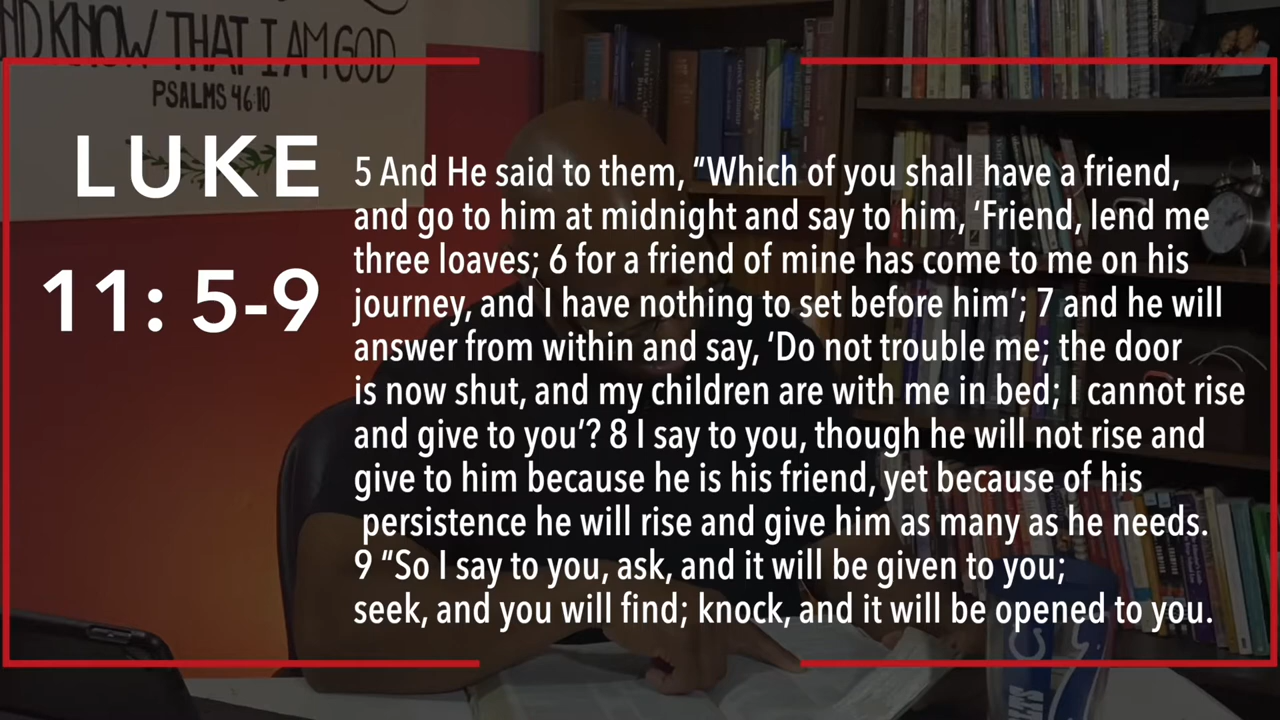 ND KNOW THAT I AM GOD
PSALMS 46:10
LUKE
11: 5-9
5 And He said to them, “Which of you shall have a friend,
and go to him at midnight and say to him, ‘Friend, lend me
three loaves; 6 for a friend of mine has come to me on his
journey, and I have nothing to set before him’; 7 and he will
answer from within and say, ‘Do not trouble me; the door
is now shut, and my children are with me in bed; I cannot rise
and give to you’? 8 I say to you, though he will not rise and
give to him because he is his friend, yet because of his
persistence he will rise and give him as many as he needs.
9 “So I say to you, ask, and it will be given to you;
seek, and you will find; knock, and it will be opened to you.